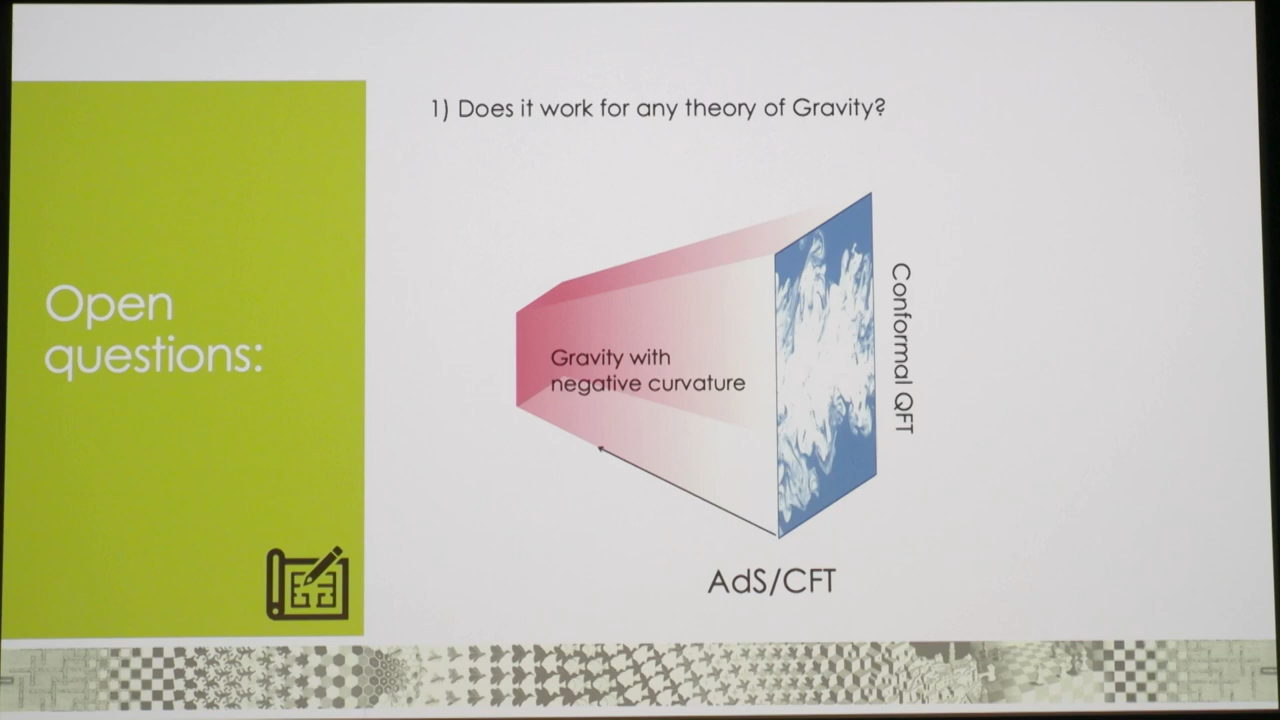 Open
questions:
1) Does it work for any theory of Gravity?
Gravity with
negative curvature
Conformal QFT
AdS/CFT